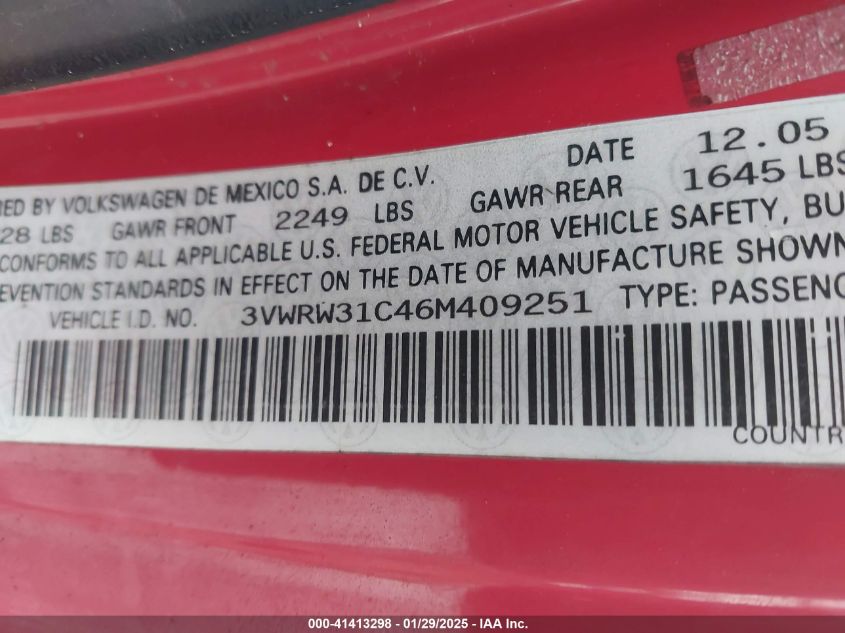 RED BY VOLKSWAGEN DE MEXICO S.A. DE C.V. DATE 12.05
28 LBS GAWR FRONT 2249 LBS GAWR REAR 1645 LBS
CONFORMS TO ALL APPLICABLE U.S. FEDERAL MOTOR VEHICLE SAFETY, BU
EVENTION STANDARDS IN EFFECT ON THE DATE OF MANUFACTURE SHOWN
VEHICLE I.D. NO. 3VWRW31C46M409251 TYPE: PASSENG
COUNTR
000-41413298 - 01/29/2025 - IAA Inc.